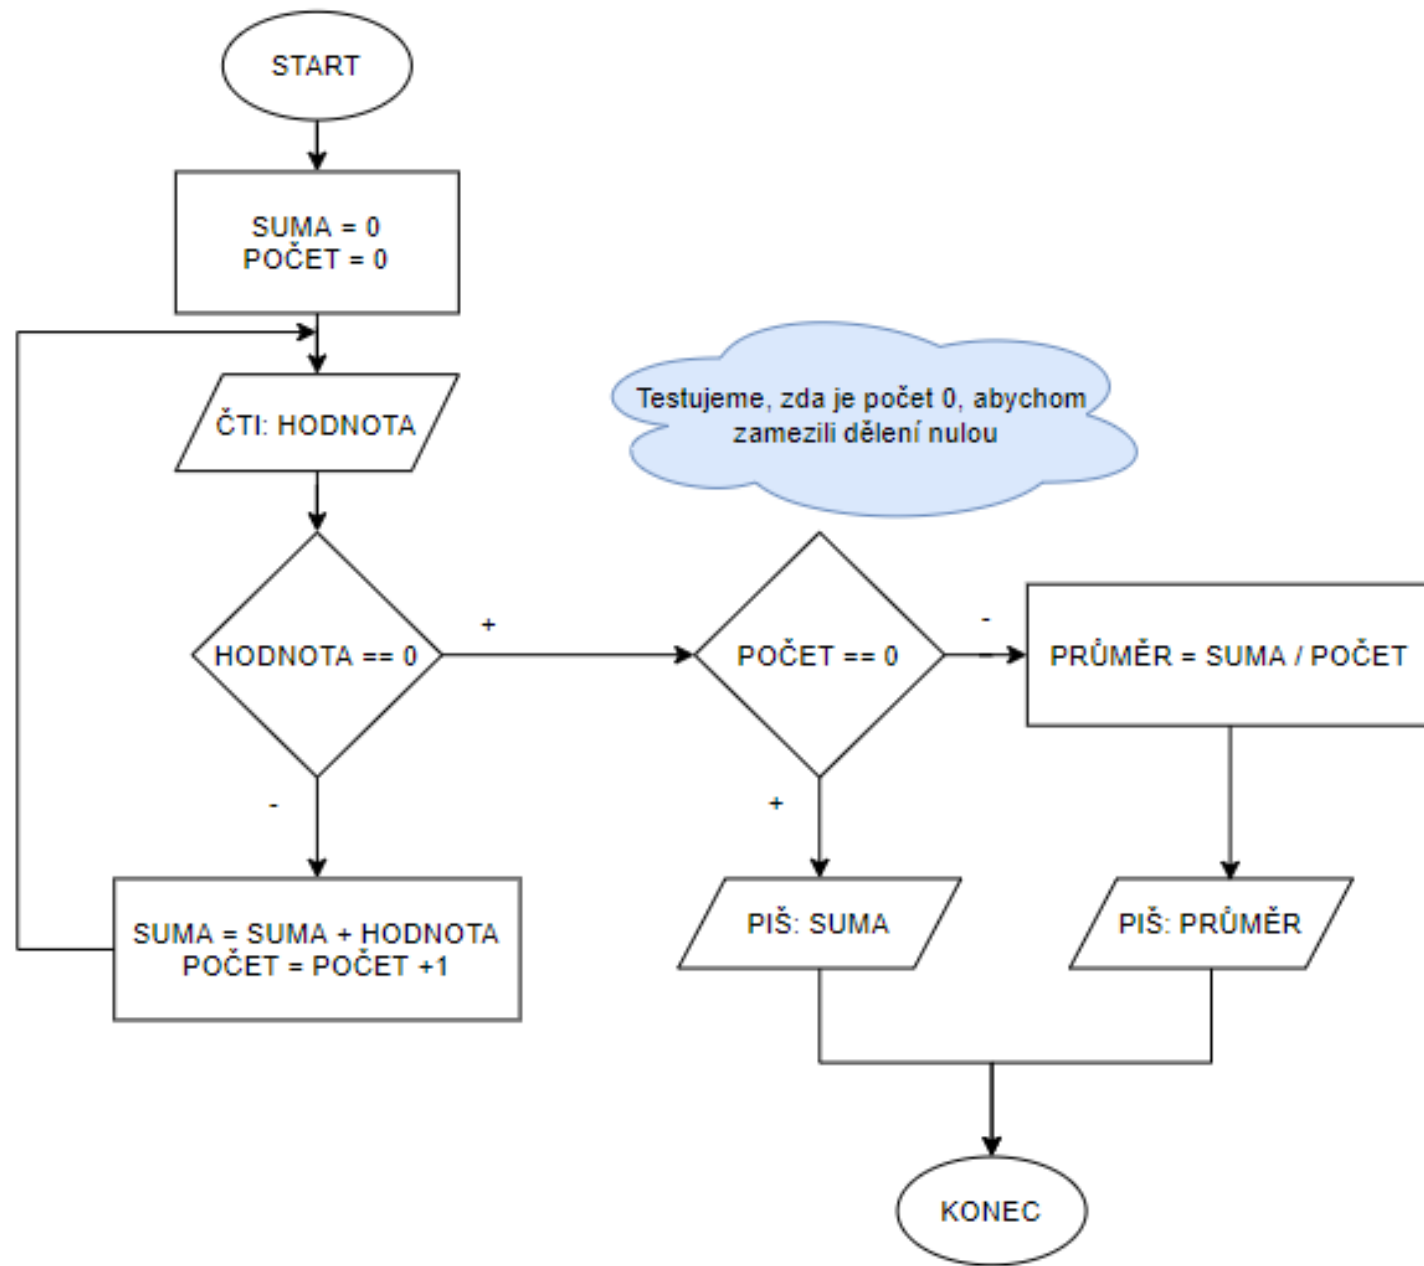 START
SUMA = 0
POČET = 0
ČTI: HODNOTA
Testujeme, zda je počet 0, abychom
zamezili dělení nulou
HODNOTA == 0
+
POČET == 0
-
PRŮMĚR = SUMA / POČET
-
+
SUMA = SUMA + HODNOTA
POČET = POČET +1
PIŠ: SUMA
PIŠ: PRŮMĚR
KONEC